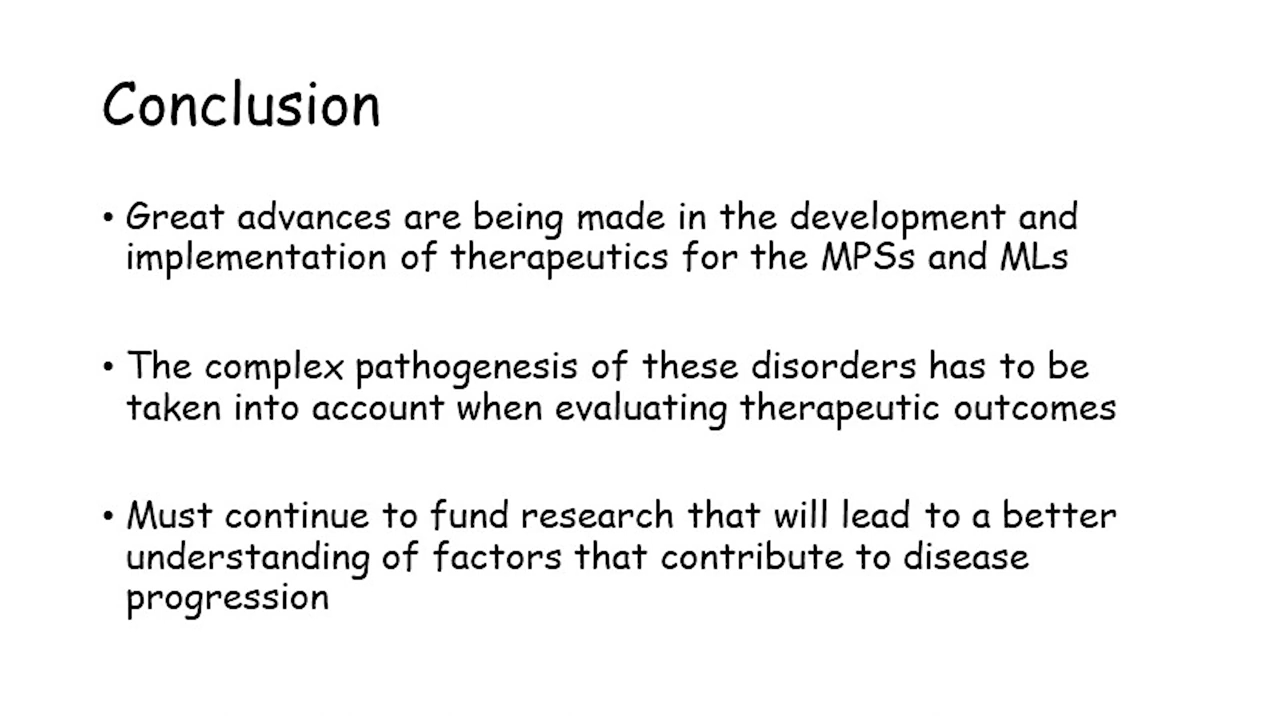 Conclusion
• Great advances are being made in the development and
implementation of therapeutics for the MPSs and MLs
• The complex pathogenesis of these disorders has to be
taken into account when evaluating therapeutic outcomes
• Must continue to fund research that will lead to a better
understanding of factors that contribute to disease
progression